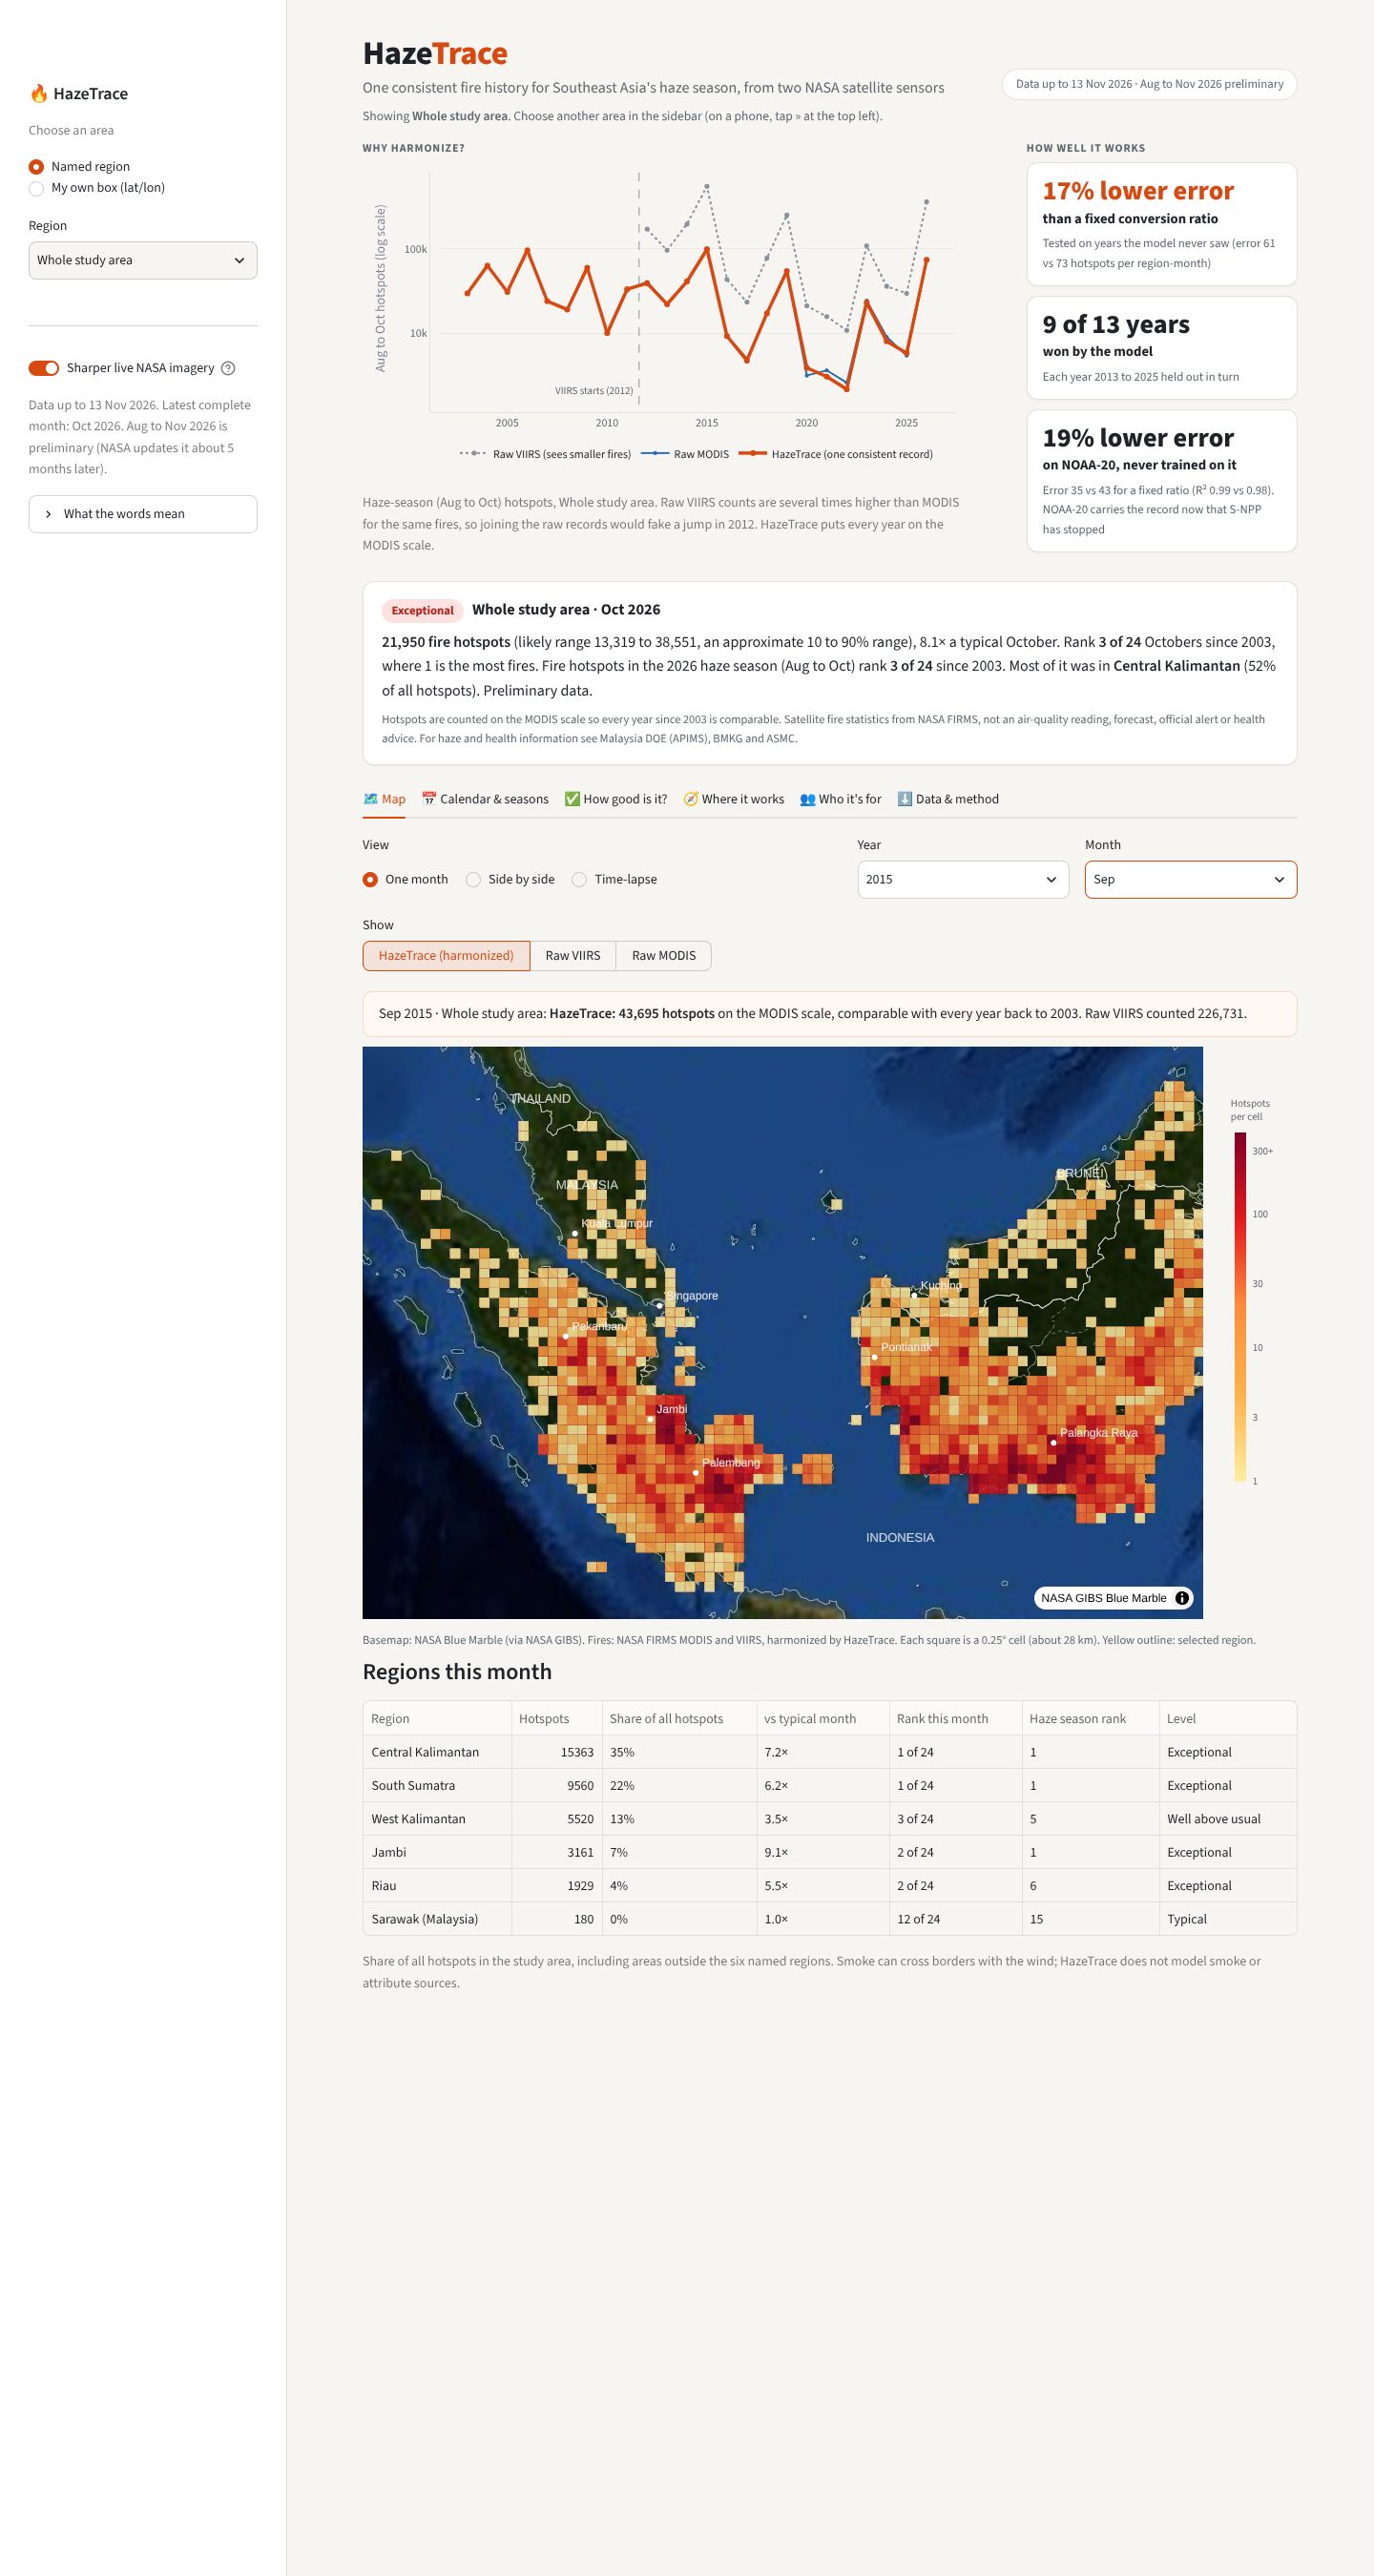 🔥 HazeTrace
Choose an area
Named region
My own box (lat/lon)
Region
Whole study area
Sharper live NASA imagery
Data up to 13 Nov 2026. Latest complete
month: Oct 2026. Aug to Nov 2026 is
preliminary (NASA updates it about 5
months later).
What the words mean
HazeTrace
One consistent fire history for Southeast Asia's haze season, from two NASA satellite sensors
Data up to 13 Nov 2026 · Aug to Nov 2026 preliminary
Showing Whole study area. Choose another area in the sidebar (on a phone, tap » at the top left).
WHY HARMONIZE?
Aug to Oct hotspots (log scale)
100k
10k
VIIRS starts (2012)
2005 2010 2015 2020 2025
Raw VIIRS (sees smaller fires) Raw MODIS HazeTrace (one consistent record)
Haze-season (Aug to Oct) hotspots, Whole study area. Raw VIIRS counts are several times higher than MODIS
for the same fires, so joining the raw records would fake a jump in 2012. HazeTrace puts every year on the
MODIS scale.
HOW WELL IT WORKS
17% lower error
than a fixed conversion ratio
Tested on years the model never saw (error 61
vs 73 hotspots per region-month)
9 of 13 years
won by the model
Each year 2013 to 2025 held out in turn
19% lower error
on NOAA-20, never trained on it
Error 35 vs 43 for a fixed ratio (R² 0.99 vs 0.98).
NOAA-20 carries the record now that S-NPP
has stopped
Exceptional Whole study area · Oct 2026
21,950 fire hotspots (likely range 13,319 to 38,551, an approximate 10 to 90% range), 8.1× a typical October. Rank 3 of 24 Octobers since 2003,
where 1 is the most fires. Fire hotspots in the 2026 haze season (Aug to Oct) rank 3 of 24 since 2003. Most of it was in Central Kalimantan (52%
of all hotspots). Preliminary data.
Hotspots are counted on the MODIS scale so every year since 2003 is comparable. Satellite fire statistics from NASA FIRMS, not an air-quality reading, forecast, official alert or health
advice. For haze and health information see Malaysia DOE (APIMS), BMKG and ASMC.
🗺️ Map 📅 Calendar & seasons ✅ How good is it? 🧭 Where it works 👥 Who it's for ⬇️ Data & method
View
One month Side by side Time-lapse
Year
2015
Month
Sep
Show
HazeTrace (harmonized) Raw VIIRS Raw MODIS
Sep 2015 · Whole study area: HazeTrace: 43,695 hotspots on the MODIS scale, comparable with every year back to 2003. Raw VIIRS counted 226,731.
THAILAND
MALAYSIA
BRUNEI
Kuala Lumpur
Singapore
Kuching
Pekanbaru
Pontianak
Jambi
Palangka Raya
Palembang
INDONESIA
NASA GIBS Blue Marble
Hotspots
per cell
300+
100
30
10
3
1
Basemap: NASA Blue Marble (via NASA GIBS). Fires: NASA FIRMS MODIS and VIIRS, harmonized by HazeTrace. Each square is a 0.25° cell (about 28 km). Yellow outline: selected region.
Regions this month
Region Hotspots Share of all hotspots vs typical month Rank this month Haze season rank Level
Central Kalimantan 15363 35% 7.2× 1 of 24 1 Exceptional
South Sumatra 9560 22% 6.2× 1 of 24 1 Exceptional
West Kalimantan 5520 13% 3.5× 3 of 24 5 Well above usual
Jambi 3161 7% 9.1× 2 of 24 1 Exceptional
Riau 1929 4% 5.5× 2 of 24 6 Exceptional
Sarawak (Malaysia) 180 0% 1.0× 12 of 24 15 Typical
Share of all hotspots in the study area, including areas outside the six named regions. Smoke can cross borders with the wind; HazeTrace does not model smoke or
attribute sources.